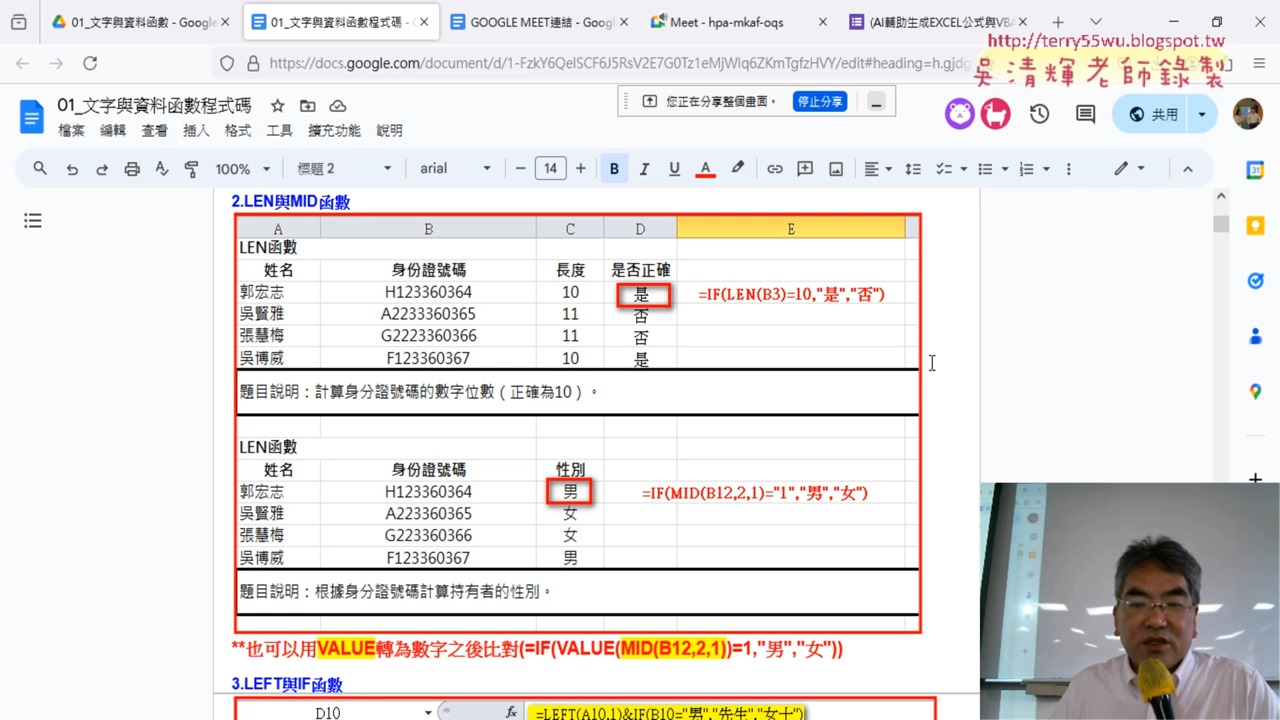 01_文字與資料函數 - Google
01_文字與資料函數程式碼 - G
GOOGLE MEET連結 - Googl
Meet - hpa-mkaf-oqs
(AI輔助生成EXCEL公式與VBA
http://terry55wu.blogspot.tw
https://docs.google.com/document/d/1-FzkY6QelSCF6J5RsV2E7G0Tz1eMjWIq6ZKmTgfzHVY/edit#heading=h.gjdg
吳清輝老師錄製
01_文字與資料函數程式碼
您正在分享整個畫面。 停止分享
共用
檔案 編輯 查看 插入 格式 工具 擴充功能 說明
100% 標題 2 arial 14 B I U A
31
2.LEN與MID函數
A B C D E
LEN函數
姓名 身份證號碼 長度 是否正確
郭宏志 H123360364 10 是 =IF(LEN(B3)=10,"是","否")
吳賢雅 A2233360365 11 否
張慧梅 G2223360366 11 否
吳博威 F123360367 10 是
題目說明：計算身分證號碼的數字位數（正確為10）。
LEN函數
姓名 身份證號碼 性別
郭宏志 H123360364 男 =IF(MID(B12,2,1)="1","男","女")
吳賢雅 A223360365 女
張慧梅 G223360366 女
吳博威 F123360367 男
題目說明：根據身分證號碼計算持有者的性別。
**也可以用VALUE轉為數字之後比對(=IF(VALUE(MID(B12,2,1))=1,"男","女"))
3.LEFT與IF函數
D10 fx =LEFT(A10,1)&IF(B10="男","先生","女士")